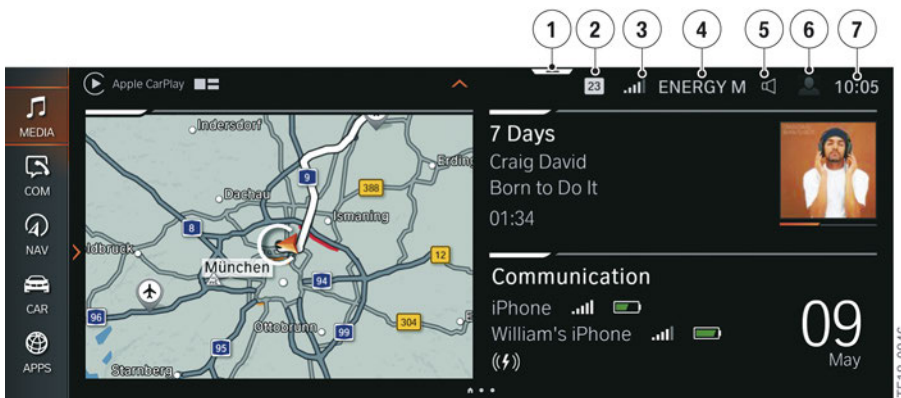 1
2
3
4
5
6
7
Apple CarPlay
23
ENERGY M
10:05
MEDIA
COM
NAV
CAR
APPS
Indersdorf
Erding
9
388
Dachau
Ismaning
8
ldbruck
12
München
94
96
Ottobrunn
304
99
95
Starnberg
7 Days
Craig David
Born to Do It
01:34
Communication
iPhone
William's iPhone
09
May